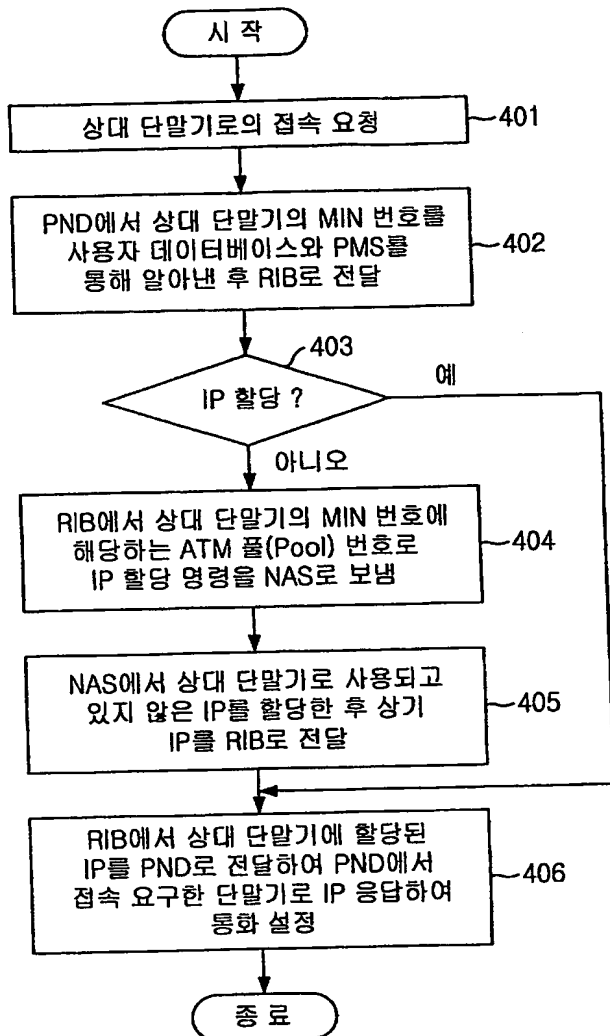 시 작
상대 단말기로의 접속 요청
401
PND에서 상대 단말기의 MIN 번호를
사용자 데이터베이스와 PMS를
통해 알아낸 후 RIB로 전달
402
403
IP 할당 ?
예
아니오
RIB에서 상대 단말기의 MIN 번호에
해당하는 ATM 풀(Pool) 번호로
IP 할당 명령을 NAS로 보냄
404
NAS에서 상대 단말기로 사용되고
있지 않은 IP를 할당한 후 상기
IP를 RIB로 전달
405
RIB에서 상대 단말기에 할당된
IP를 PND로 전달하여 PND에서
접속 요구한 단말기로 IP 응답하여
통화 설정
406
종 료